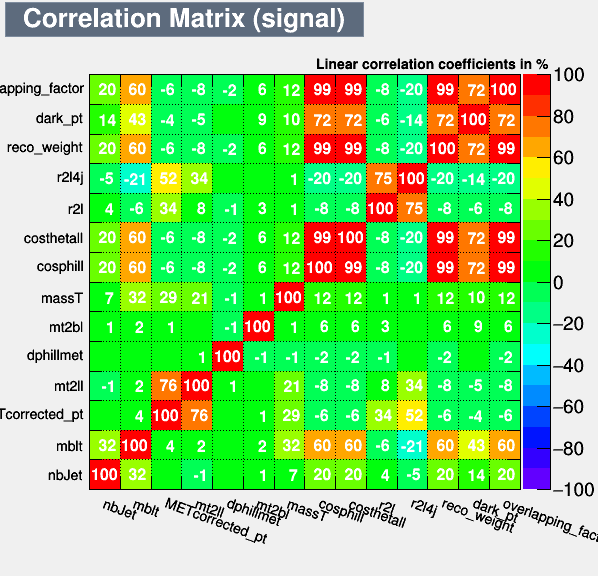 Correlation Matrix (signal)
Linear correlation coefficients in %
apping_factor 20 60 -6 -8 -2 6 12 99 99 -8 -20 99 72 100
dark_pt 14 43 -4 -5 9 10 72 72 -6 -14 72 100 72
reco_weight 20 60 -6 -8 -2 6 12 99 99 -8 -20 100 72 99
r2l4j -5 -21 52 34 1 -20 -20 75 100 -20 -14 -20
r2l 4 -6 34 8 -1 3 1 -8 -8 100 75 -8 -6 -8
costhetall 20 60 -6 -8 -2 6 12 99 100 -8 -20 99 72 99
cosphill 20 60 -6 -8 -2 6 12 100 99 -8 -20 99 72 99
massT 7 32 29 21 -1 1 100 12 12 1 1 12 10 12
mt2bl 1 2 1 -1 100 1 6 6 3 6 9 6
dphillmet 1 100 -1 -1 -2 -2 -1 -2 -2
mt2ll -1 2 76 100 1 21 -8 -8 8 34 -8 -5 -8
Tcorrected_pt 4 100 76 1 29 -6 -6 34 52 -6 -4 -6
mblt 32 100 4 2 2 32 60 60 -6 -21 60 43 60
nbJet 100 32 -1 1 7 20 20 4 -5 20 14 20
nbJet
mblt
METcorrected_pt
mt2ll
dphillmet
mt2bl
massT
cosphill
costhetall
r2l
r2l4j
reco_weight
dark_pt
overlapping_fac
100
80
60
40
20
0
−20
−40
−60
−80
−100